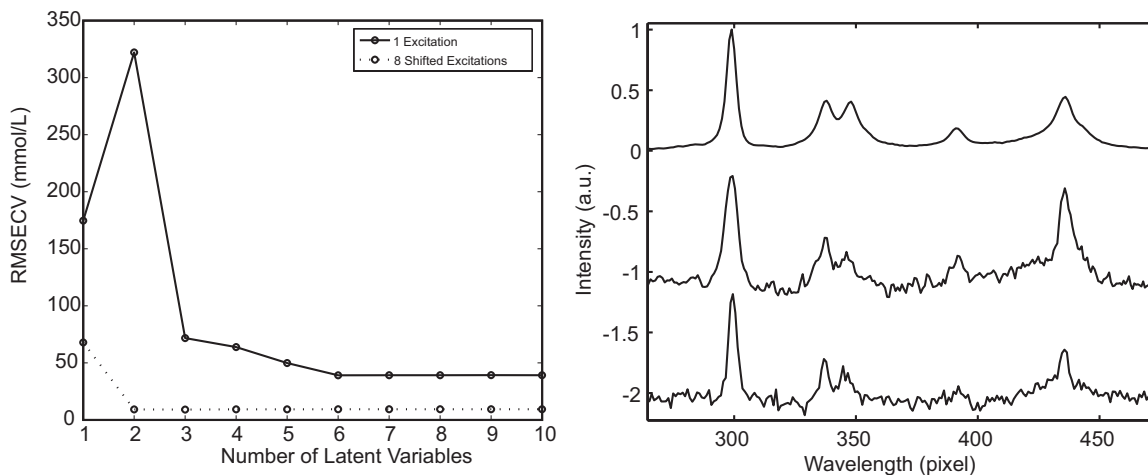 350
300
250
200
150
100
50
0
RMSECV (mmol/L)
1 Excitation
8 Shifted Excitations
1 2 3 4 5 6 7 8 9 10
Number of Latent Variables
1
0.5
0
-0.5
-1
-1.5
-2
Intensity (a.u.)
300 350 400 450
Wavelength (pixel)